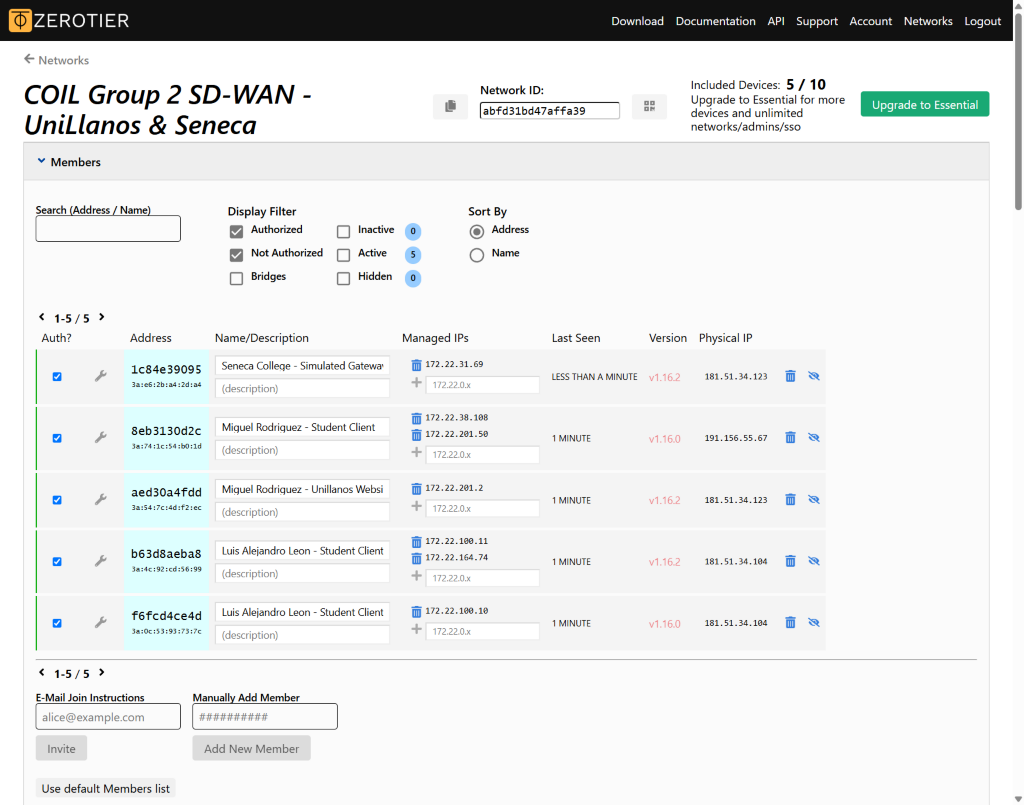 ZEROTIER
Download Documentation API Support Account Networks Logout
Networks
COIL Group 2 SD-WAN -
UniLlanos & Seneca
Network ID:
abfd31bd47affa39
Included Devices: 5 / 10
Upgrade to Essential for more
devices and unlimited
networks/admins/sso
Upgrade to Essential
Members
Search (Address / Name)
Display Filter
Authorized
Inactive 0
Not Authorized
Active 5
Bridges
Hidden 0
Sort By
Address
Name
1-5 / 5
Auth? Address Name/Description Managed IPs Last Seen Version Physical IP
1c84e39095
3a:e6:2b:a4:2d:a4
Seneca College - Simulated Gateway
(description)
172.22.31.69
172.22.0.x
LESS THAN A MINUTE
v1.16.2
181.51.34.123
8eb3130d2c
3a:74:1c:54:b0:1d
Miguel Rodriguez - Student Client
(description)
172.22.38.108
172.22.201.50
172.22.0.x
1 MINUTE
v1.16.0
191.156.55.67
aed30a4fdd
3a:54:7c:4d:f2:ec
Miguel Rodriguez - Unillanos Websi
(description)
172.22.201.2
172.22.0.x
1 MINUTE
v1.16.2
181.51.34.123
b63d8aeba8
3a:4c:92:cd:56:99
Luis Alejandro Leon - Student Client
(description)
172.22.100.11
172.22.164.74
172.22.0.x
1 MINUTE
v1.16.2
181.51.34.104
f6fcd4ce4d
3a:0c:53:93:73:7c
Luis Alejandro Leon - Student Client
(description)
172.22.100.10
172.22.0.x
1 MINUTE
v1.16.0
181.51.34.104
1-5 / 5
E-Mail Join Instructions
alice@example.com
Invite
Manually Add Member
##########
Add New Member
Use default Members list